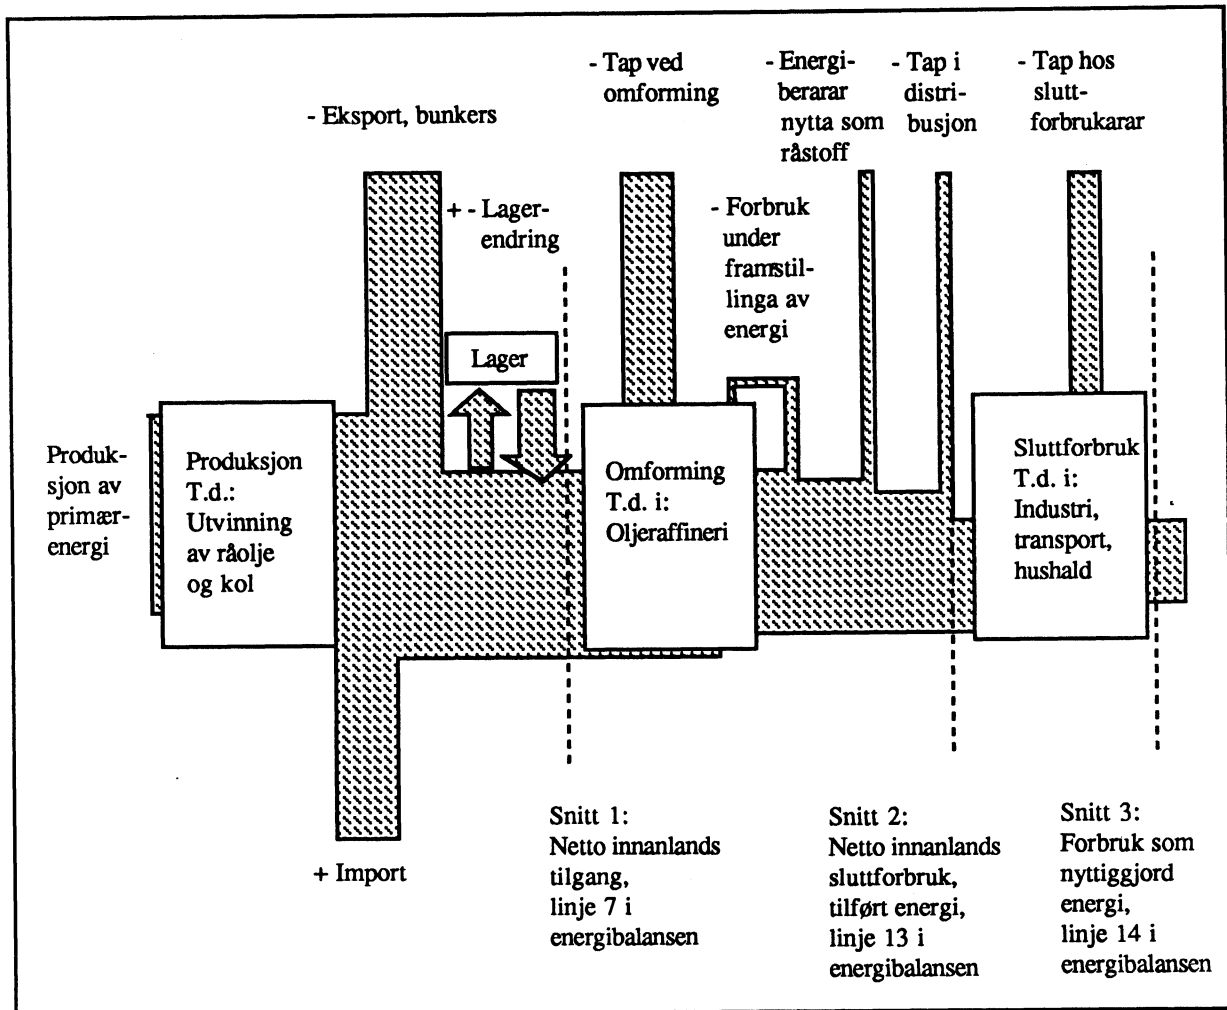 - Tap ved
omforming
- Energi-
berarar
nytta som
råstoff
- Tap i
distri-
busjon
- Tap hos
slutt-
forbrukarar
- Eksport, bunkers
+ - Lager-
endring
- Forbruk
under
framstil-
linga av
energi
Lager
Produk-
sjon av
primær-
energi
Produksjon
T.d.:
Utvinning
av råolje
og kol
Omforming
T.d. i:
Oljeraffineri
Sluttforbruk
T.d. i:
Industri,
transport,
hushald
+ Import
Snitt 1:
Netto innanlands
tilgang,
linje 7 i
energibalansen
Snitt 2:
Netto innanlands
sluttforbruk,
tilført energi,
linje 13 i
energibalansen
Snitt 3:
Forbruk som
nyttiggjord
energi,
linje 14 i
energibalansen